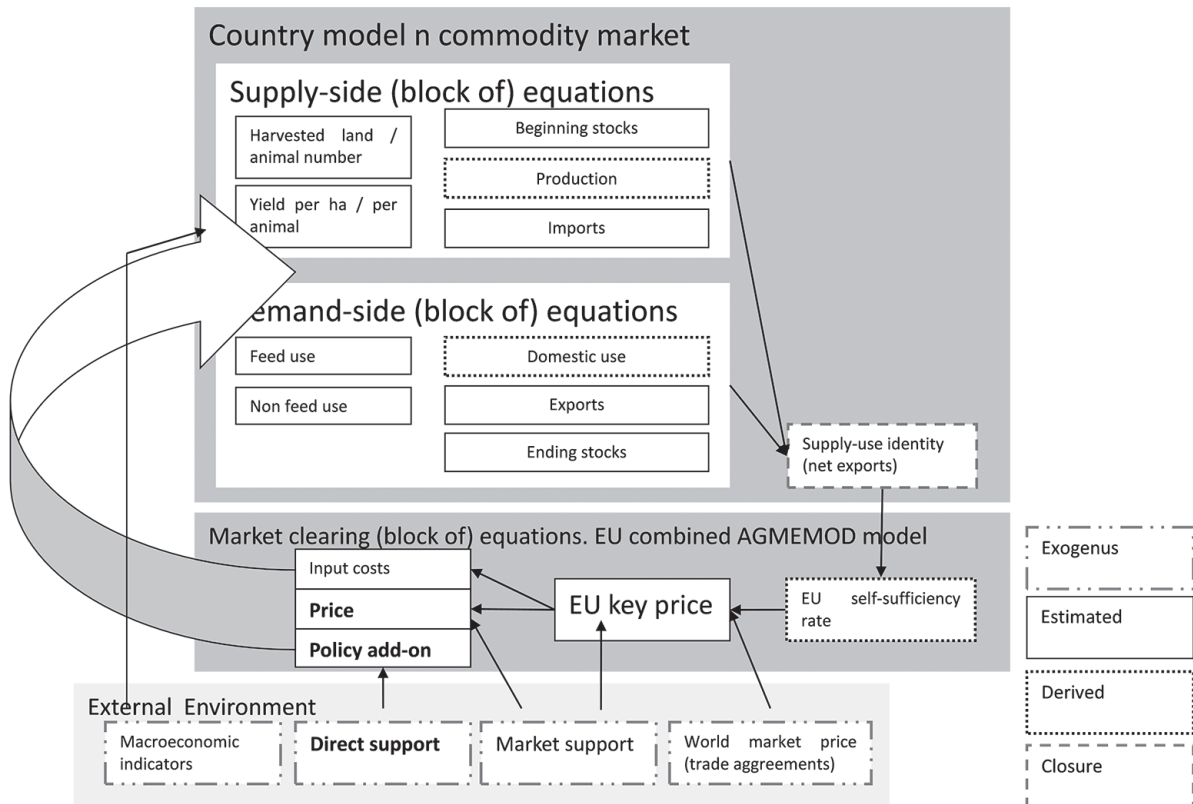 Country model n commodity market
Supply-side (block of) equations
Harvested land /
animal number
Yield per ha / per
animal
Beginning stocks
Production
Imports
emand-side (block of) equations
Feed use
Non feed use
Domestic use
Exports
Ending stocks
Supply-use identity
(net exports)
Market clearing (block of) equations. EU combined AGMEMOD model
Input costs
Price
Policy add-on
EU key price
EU self-sufficiency
rate
External Environment
Macroeconomic
indicators
Direct support
Market support
World market price
(trade aggreements)
Exogenus
Estimated
Derived
Closure